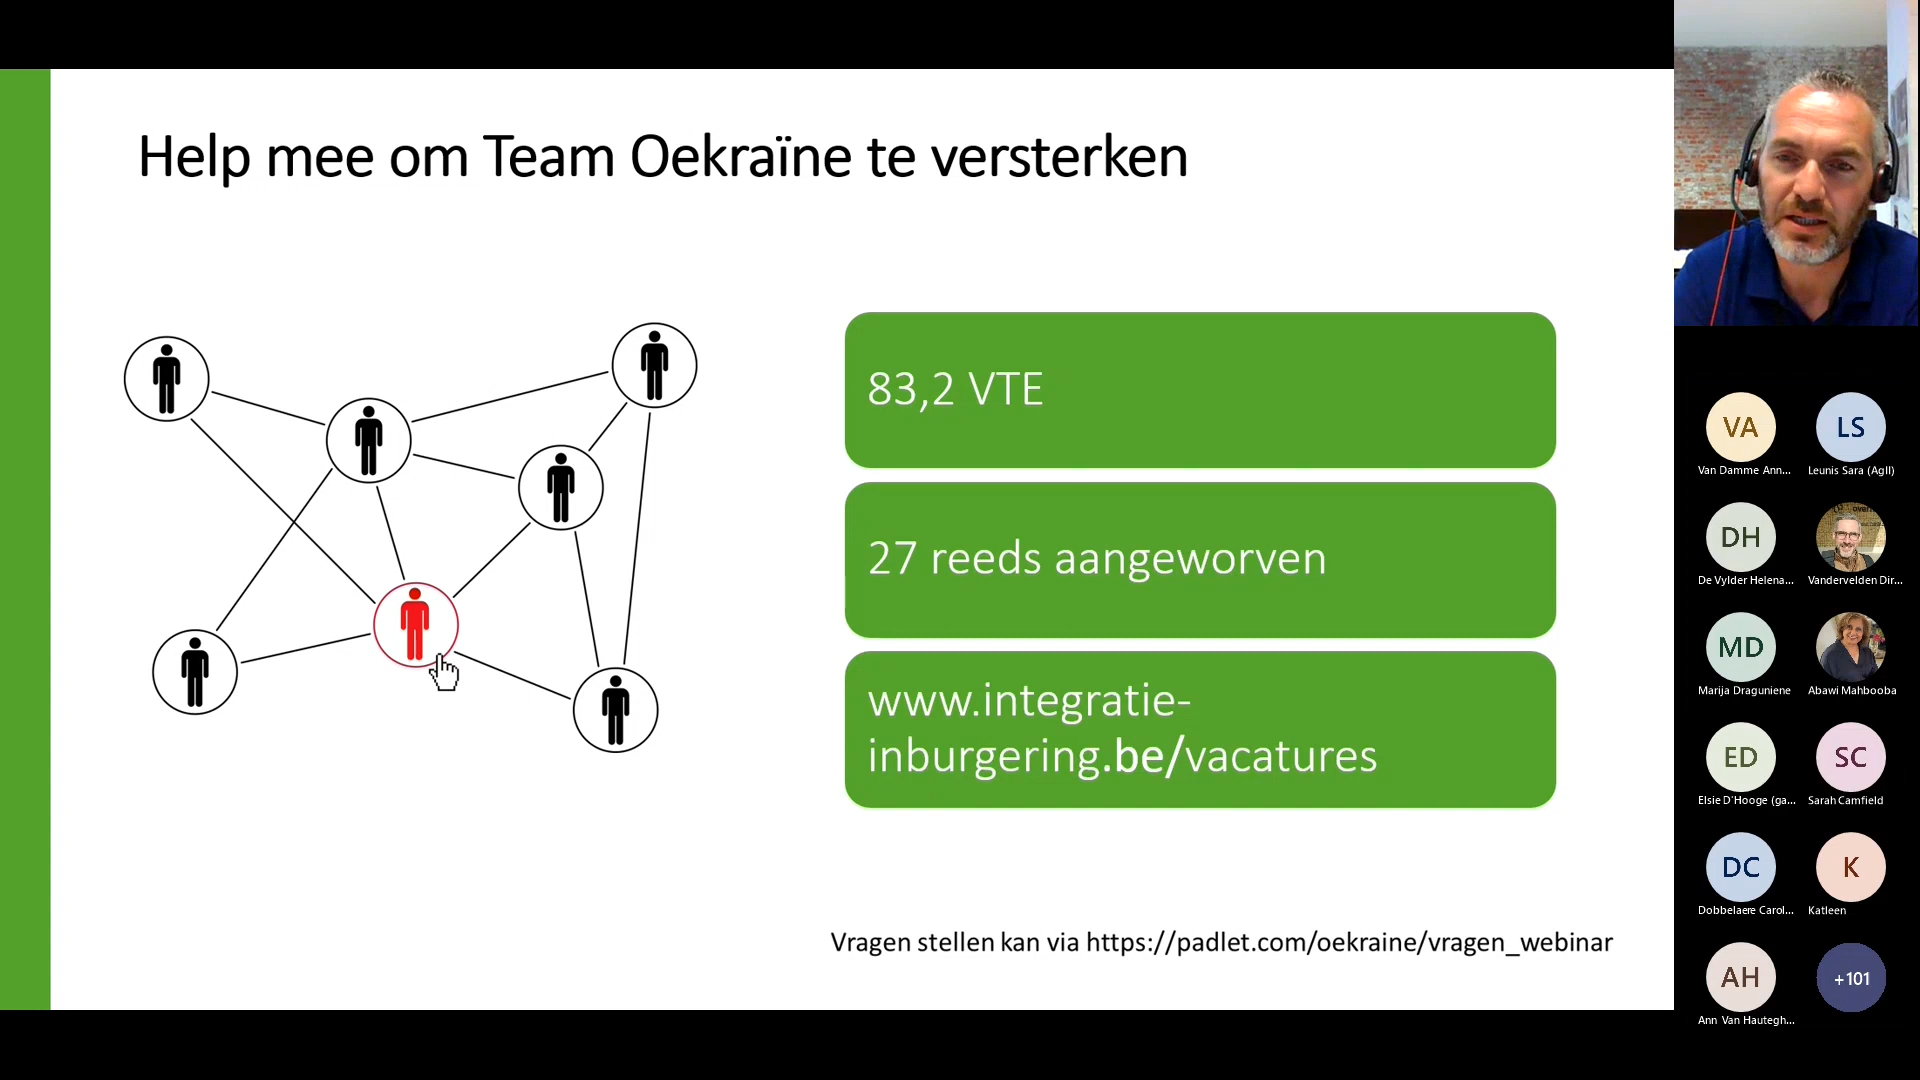 Help mee om Team Oekraïne te versterken
83,2 VTE
27 reeds aangeworven
www.integratie-
inburgering.be/vacatures
Vragen stellen kan via https://padlet.com/oekraine/vragen_webinar
VA
LS
Van Damme Ann...
Leunis Sara (AgII)
DH
De Vylder Helena...
Vandervelden Dir...
MD
Marija Draguniene
Abawi Mahbooba
ED
SC
Elsie D'Hooge (ga...
Sarah Camfield
DC
K
Dobbelaere Carol...
Katleen
AH
+101
Ann Van Hautegh...